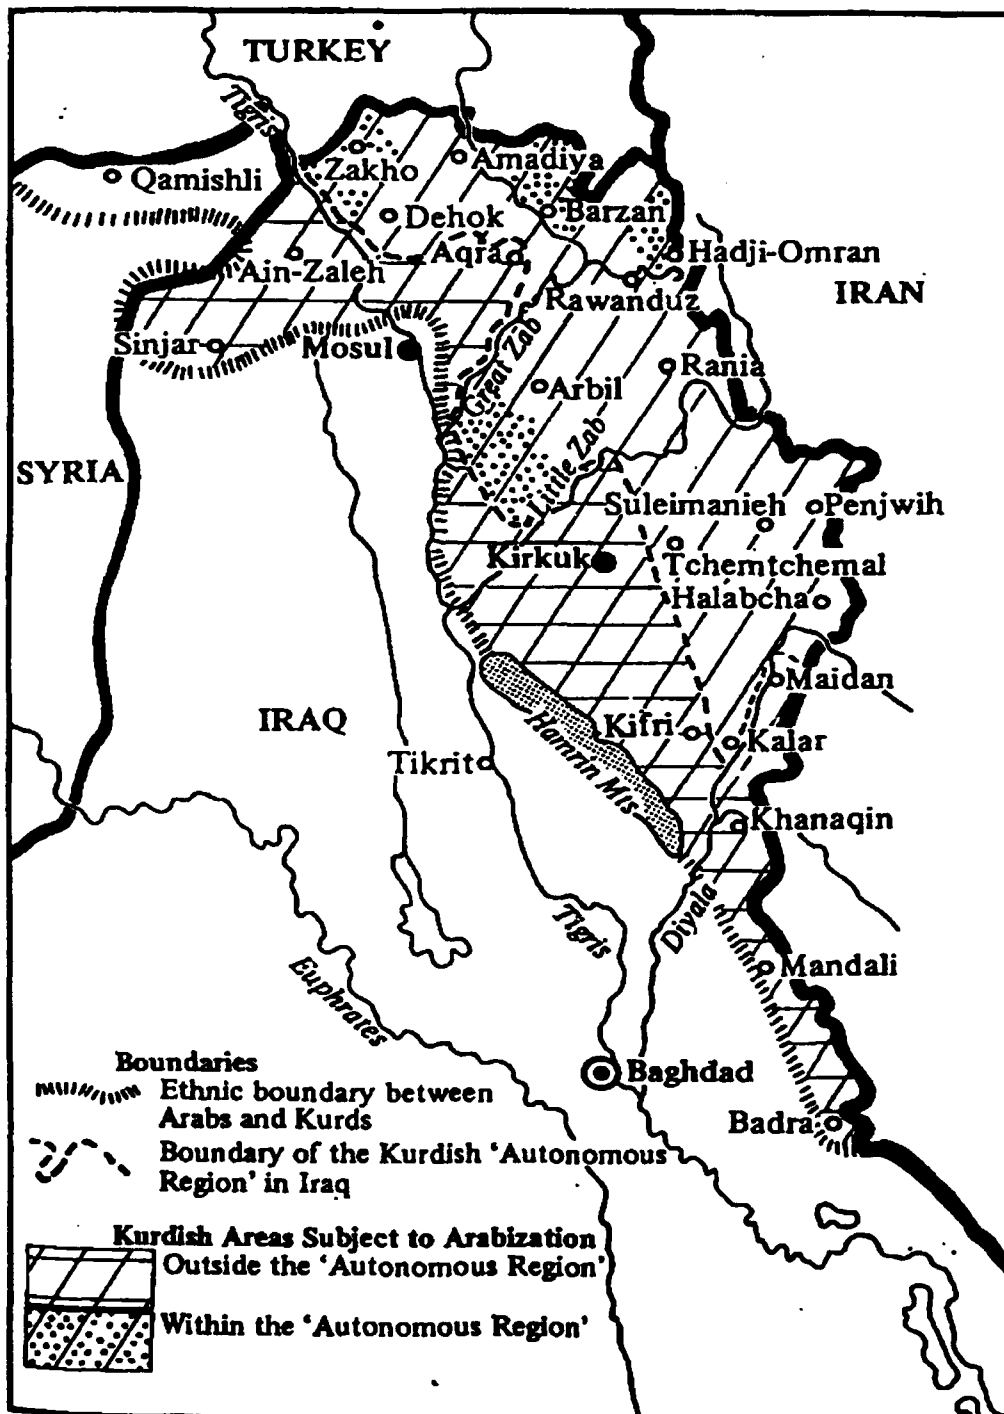 TURKEY
Tigris
Zakho
Amadiya
Qamishli
Dehok
Barzan
Aqra
Hadji-Omran
Ain-Zaleh
Rawanduz
IRAN
Sinjar
Mosul
Great Zab
Rania
Arbil
Little Zab
SYRIA
Suleimanieh
Penjwih
Kirkuk
Tchemtchemal
Halabcha
Maidan
IRAQ
Hamrin Mts
Kifri
Kalar
Tikrit
Khanaqin
Tigris
Diyala
Mandali
Euphrates
Baghdad
Badra
Boundaries
Ethnic boundary between
Arabs and Kurds
Boundary of the Kurdish ‘Autonomous
Region’ in Iraq
Kurdish Areas Subject to Arabization
Outside the ‘Autonomous Region’
Within the ‘Autonomous Region’